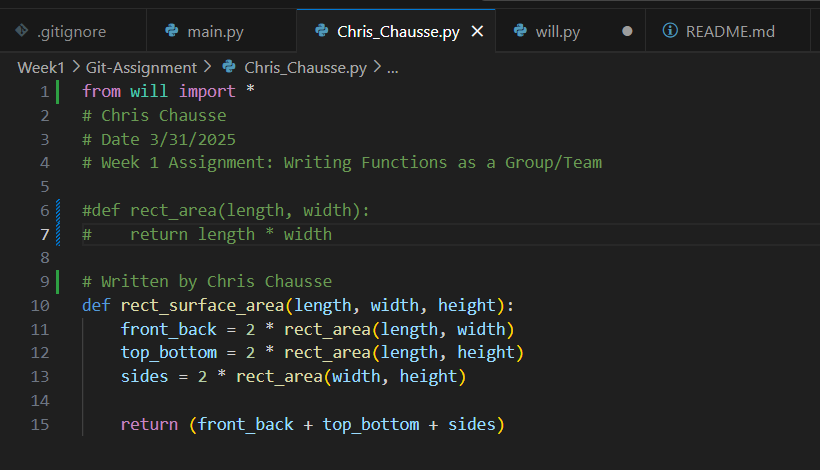 .gitignore main.py Chris_Chausse.py × will.py ● README.md
Week1 > Git-Assignment > Chris_Chausse.py > ...
1 from will import *
2 # Chris Chausse
3 # Date 3/31/2025
4 # Week 1 Assignment: Writing Functions as a Group/Team
5
6 #def rect_area(length, width):
7 #    return length * width
8
9 # Written by Chris Chausse
10 def rect_surface_area(length, width, height):
11     front_back = 2 * rect_area(length, width)
12     top_bottom = 2 * rect_area(length, height)
13     sides = 2 * rect_area(width, height)
14
15     return (front_back + top_bottom + sides)